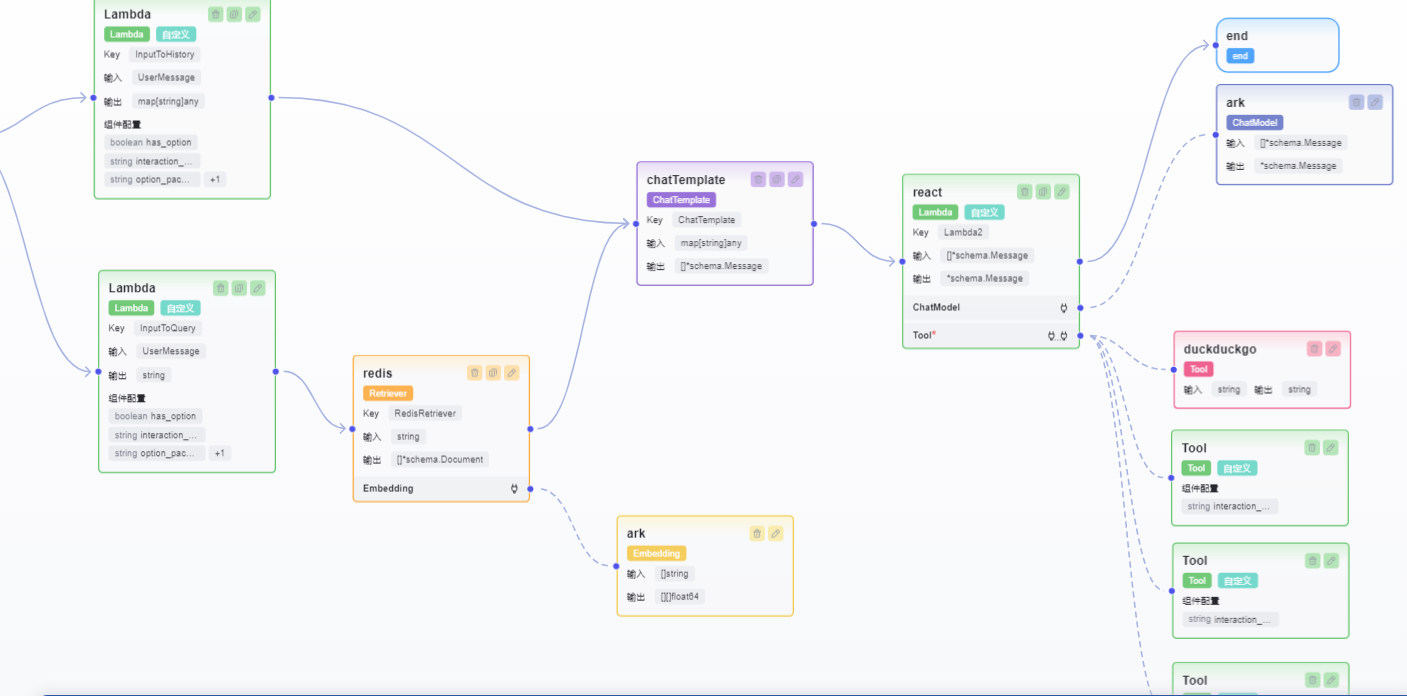 Lambda
Lambda 自定义
Key InputToHistory
输入 UserMessage
输出 map[string]any
组件配置
boolean has_option
string interaction_...
string option_pac... +1
Lambda
Lambda 自定义
Key InputToQuery
输入 UserMessage
输出 string
组件配置
boolean has_option
string interaction_...
string option_pac... +1
redis
Retriever
Key RedisRetriever
输入 string
输出 []*schema.Document
Embedding
chatTemplate
ChatTemplate
Key ChatTemplate
输入 map[string]any
输出 []*schema.Message
ark
Embedding
输入 []string
输出 [][]float64
react
Lambda 自定义
Key Lambda2
输入 []*schema.Message
输出 *schema.Message
ChatModel
Tool*
end
end
ark
ChatModel
输入 []*schema.Message
输出 *schema.Message
duckduckgo
Tool
输入 string 输出 string
Tool
Tool 自定义
组件配置
string interaction_...
Tool
Tool 自定义
组件配置
string interaction_...
Tool